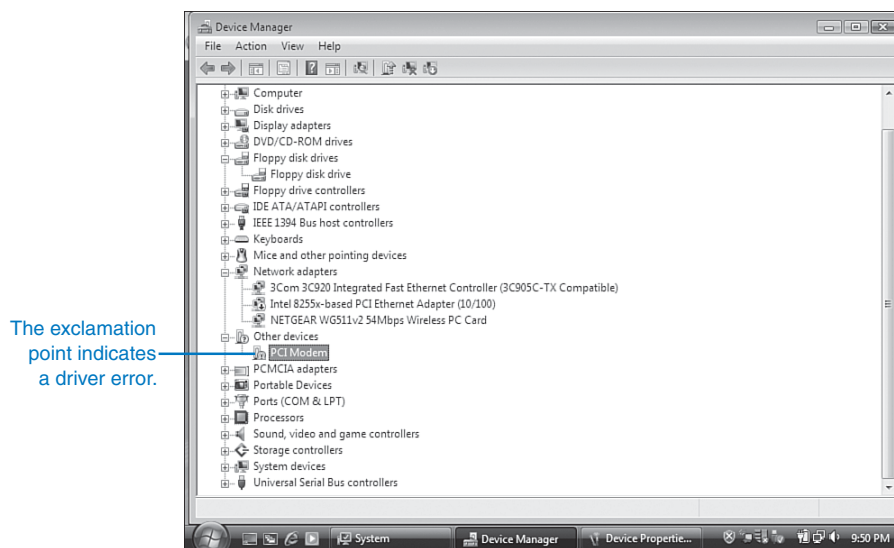 Device Manager
File Action View Help
Computer
Disk drives
Display adapters
DVD/CD-ROM drives
Floppy disk drives
Floppy disk drive
Floppy drive controllers
IDE ATA/ATAPI controllers
IEEE 1394 Bus host controllers
Keyboards
Mice and other pointing devices
Network adapters
3Com 3C920 Integrated Fast Ethernet Controller (3C905C-TX Compatible)
Intel 8255x-based PCI Ethernet Adapter (10/100)
NETGEAR WG511v2 54Mbps Wireless PC Card
Other devices
PCI Modem
PCMCIA adapters
Portable Devices
Ports (COM & LPT)
Processors
Sound, video and game controllers
Storage controllers
System devices
Universal Serial Bus controllers
The exclamation
point indicates
a driver error.
System Device Manager Device Propertie... 9:50 PM